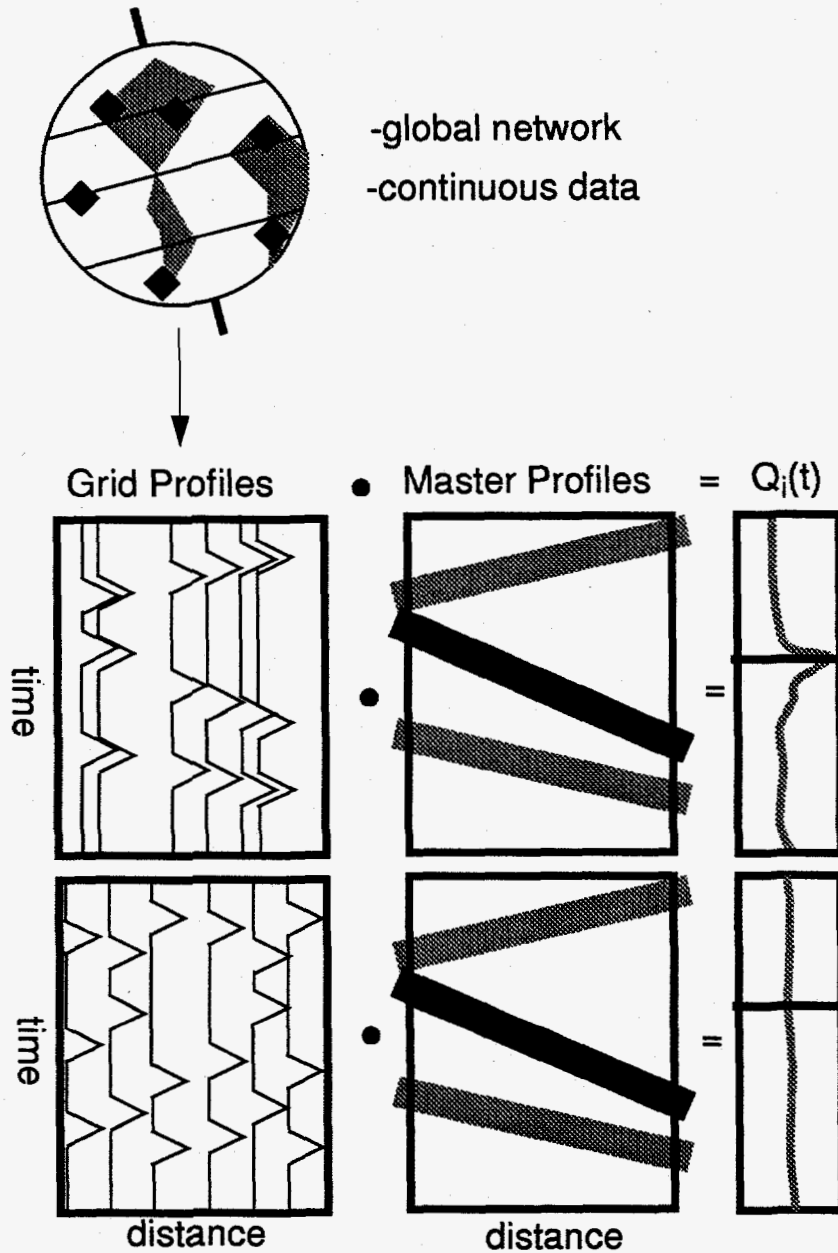 -global network
-continuous data
Grid Profiles • Master Profiles = Qi(t)
time
• =
time
• =
distance
distance